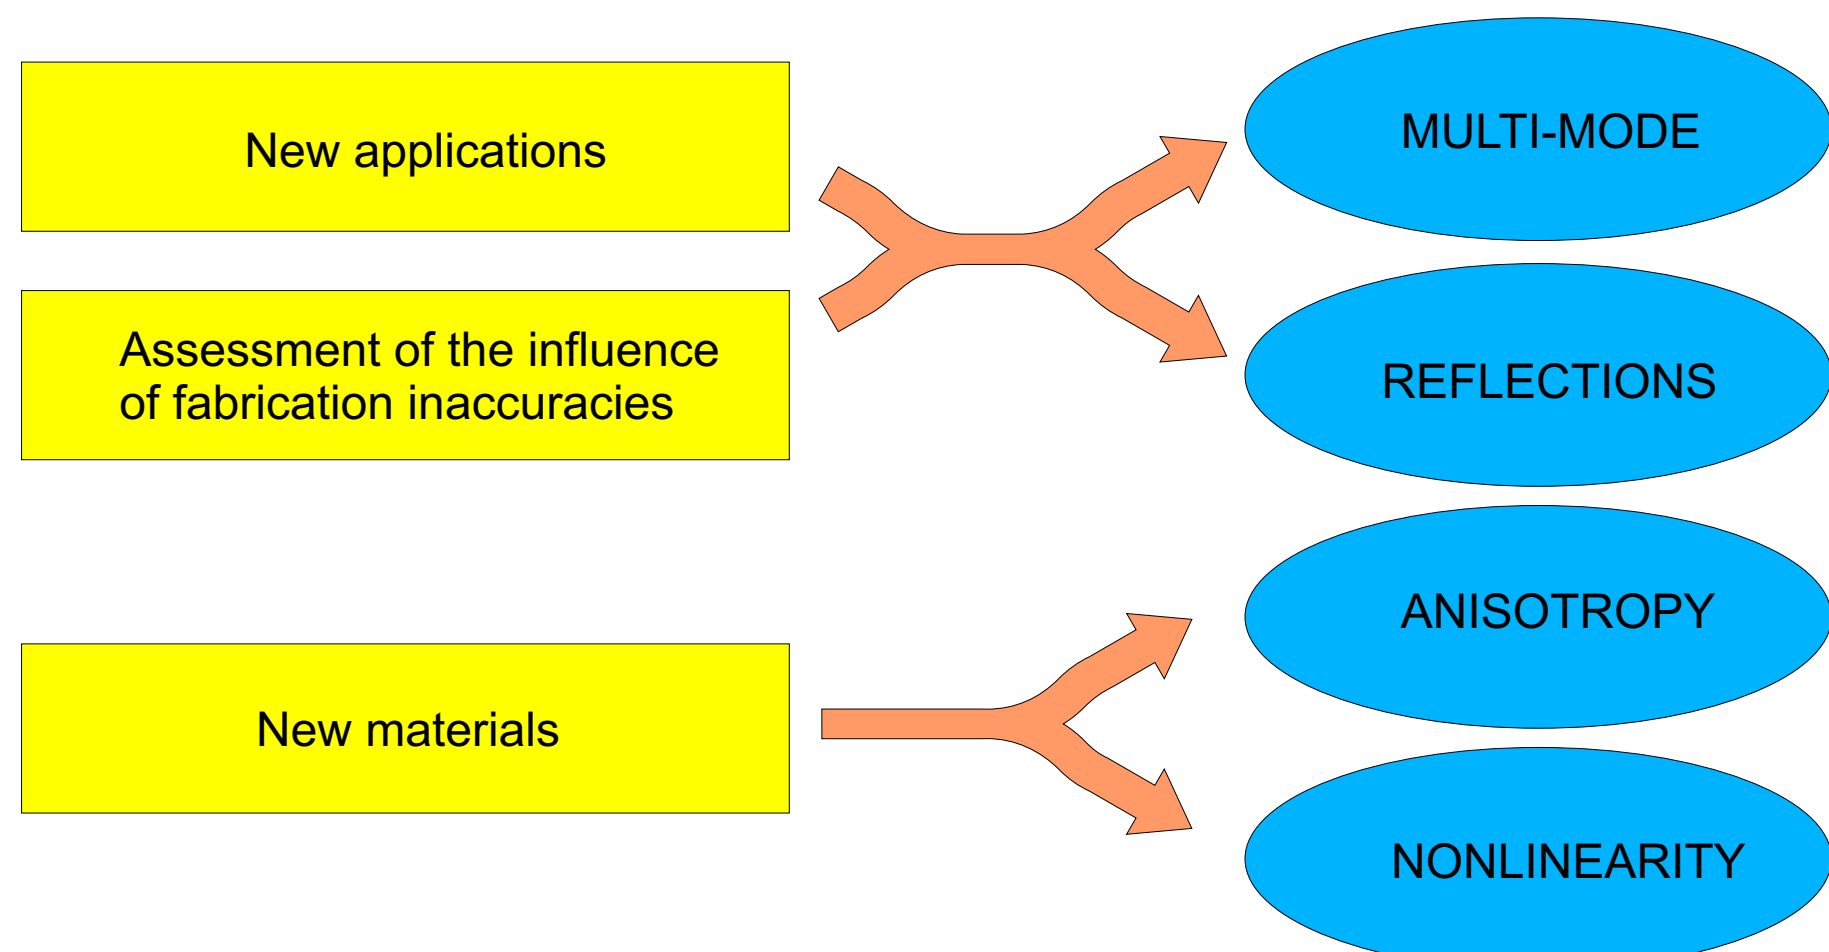 New applications
Assessment of the influence
of fabrication inaccuracies
New materials
MULTI-MODE
REFLECTIONS
ANISOTROPY
NONLINEARITY